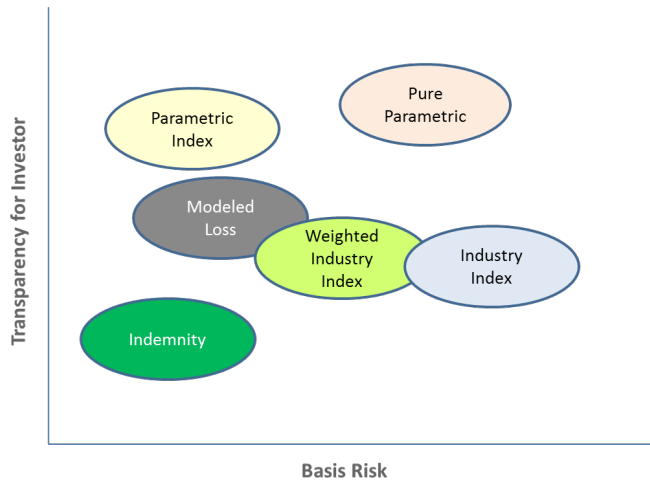 Transparency for Investor
Pure
Parametric
Parametric
Index
Modeled
Loss
Weighted
Industry
Index
Industry
Index
Indemnity
Basis Risk